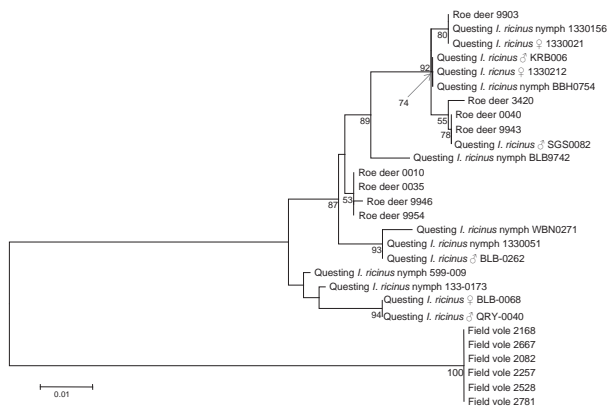 Roe deer 9903
Questing I. ricinus nymph 1330156
80
Questing I. ricinus ♀ 1330021
Questing I. ricinus ♂ KRB006
92
Questing I. ricnus ♀ 1330212
Questing I. ricinus nymph BBH0754
74
Roe deer 3420
Roe deer 0040
89
55
Roe deer 9943
78
Questing I. ricinus ♂ SGS0082
Questing I. ricinus nymph BLB9742
Roe deer 0010
Roe deer 0035
87
53
Roe deer 9946
Roe deer 9954
Questing I. ricinus nymph WBN0271
Questing I. ricinus nymph 1330051
93
Questing I. ricinus ♂ BLB-0262
Questing I. ricinus nymph 599-009
Questing I. ricinus nymph 133-0173
Questing I. ricinus ♀ BLB-0068
94
Questing I. ricinus ♂ QRY-0040
Field vole 2168
Field vole 2667
Field vole 2082
100
Field vole 2257
Field vole 2528
Field vole 2781
0.01